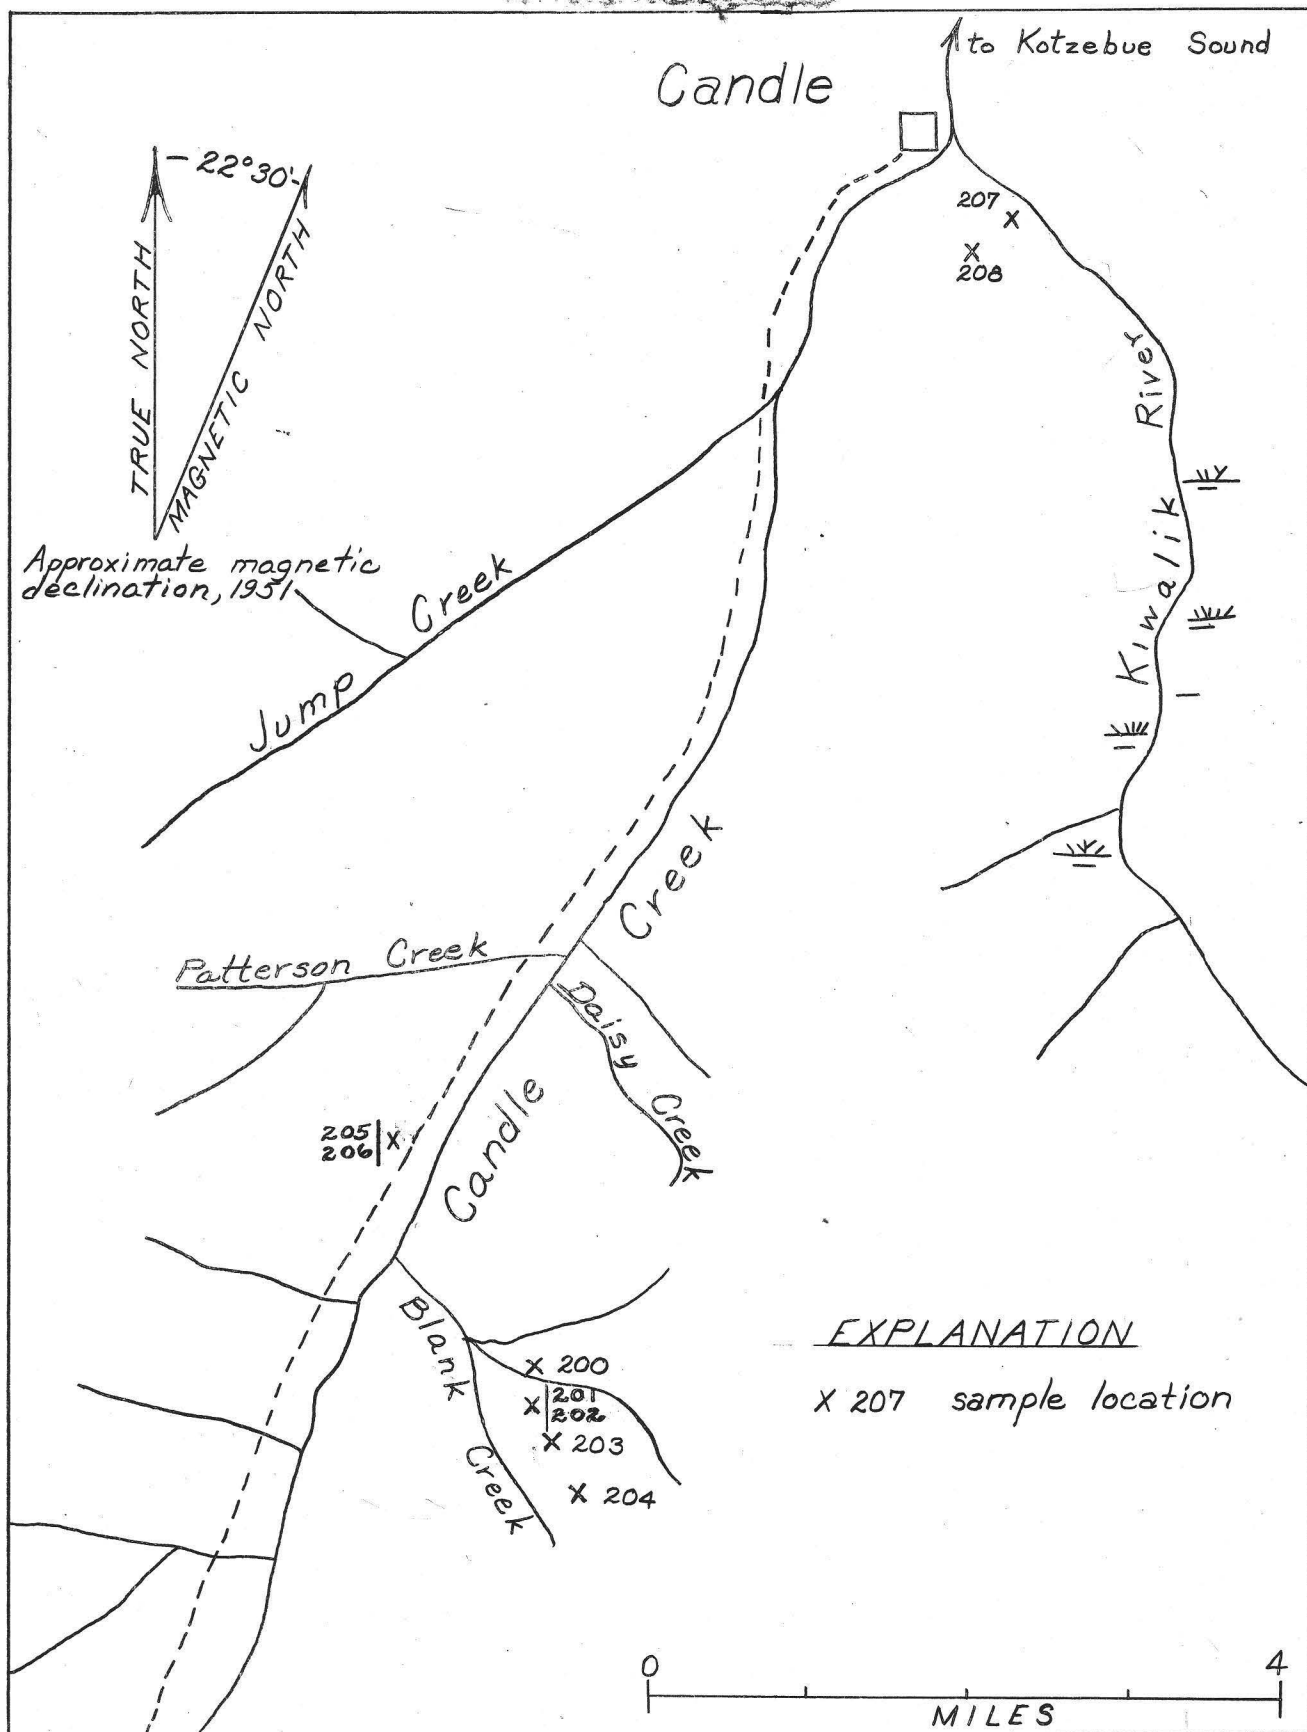 to Kotzebue Sound
Candle
22°30'
TRUE NORTH
MAGNETIC NORTH
Approximate magnetic
declination, 1951
207
X
X
208
Kiwalik River
Jump Creek
Candle Creek
Patterson Creek
Daisy Creek
205
206 X
Blank Creek
X 200
X 201
202
X 203
X 204
EXPLANATION
X 207 sample location
0 4
MILES